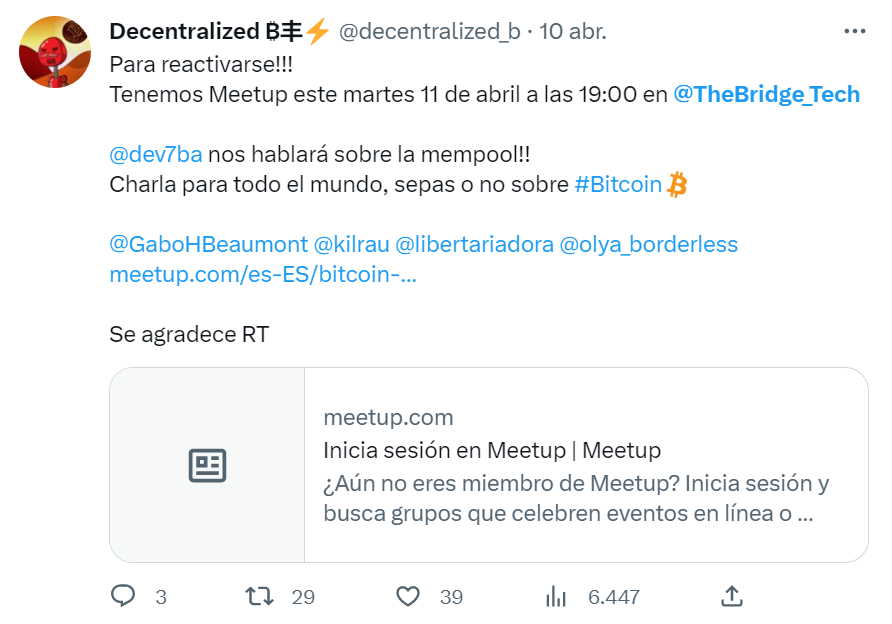 Decentralized ₿丰⚡ @decentralized_b · 10 abr.
Para reactivarse!!!
Tenemos Meetup este martes 11 de abril a las 19:00 en @TheBridge_Tech
@dev7ba nos hablará sobre la mempool!!
Charla para todo el mundo, sepas o no sobre #Bitcoin
@GaboHBeaumont @kilrau @libertariadora @olya_borderless
meetup.com/es-ES/bitcoin-...
Se agradece RT
meetup.com
Inicia sesión en Meetup | Meetup
¿Aún no eres miembro de Meetup? Inicia sesión y
busca grupos que celebren eventos en línea o ...
3 29 39 6.447